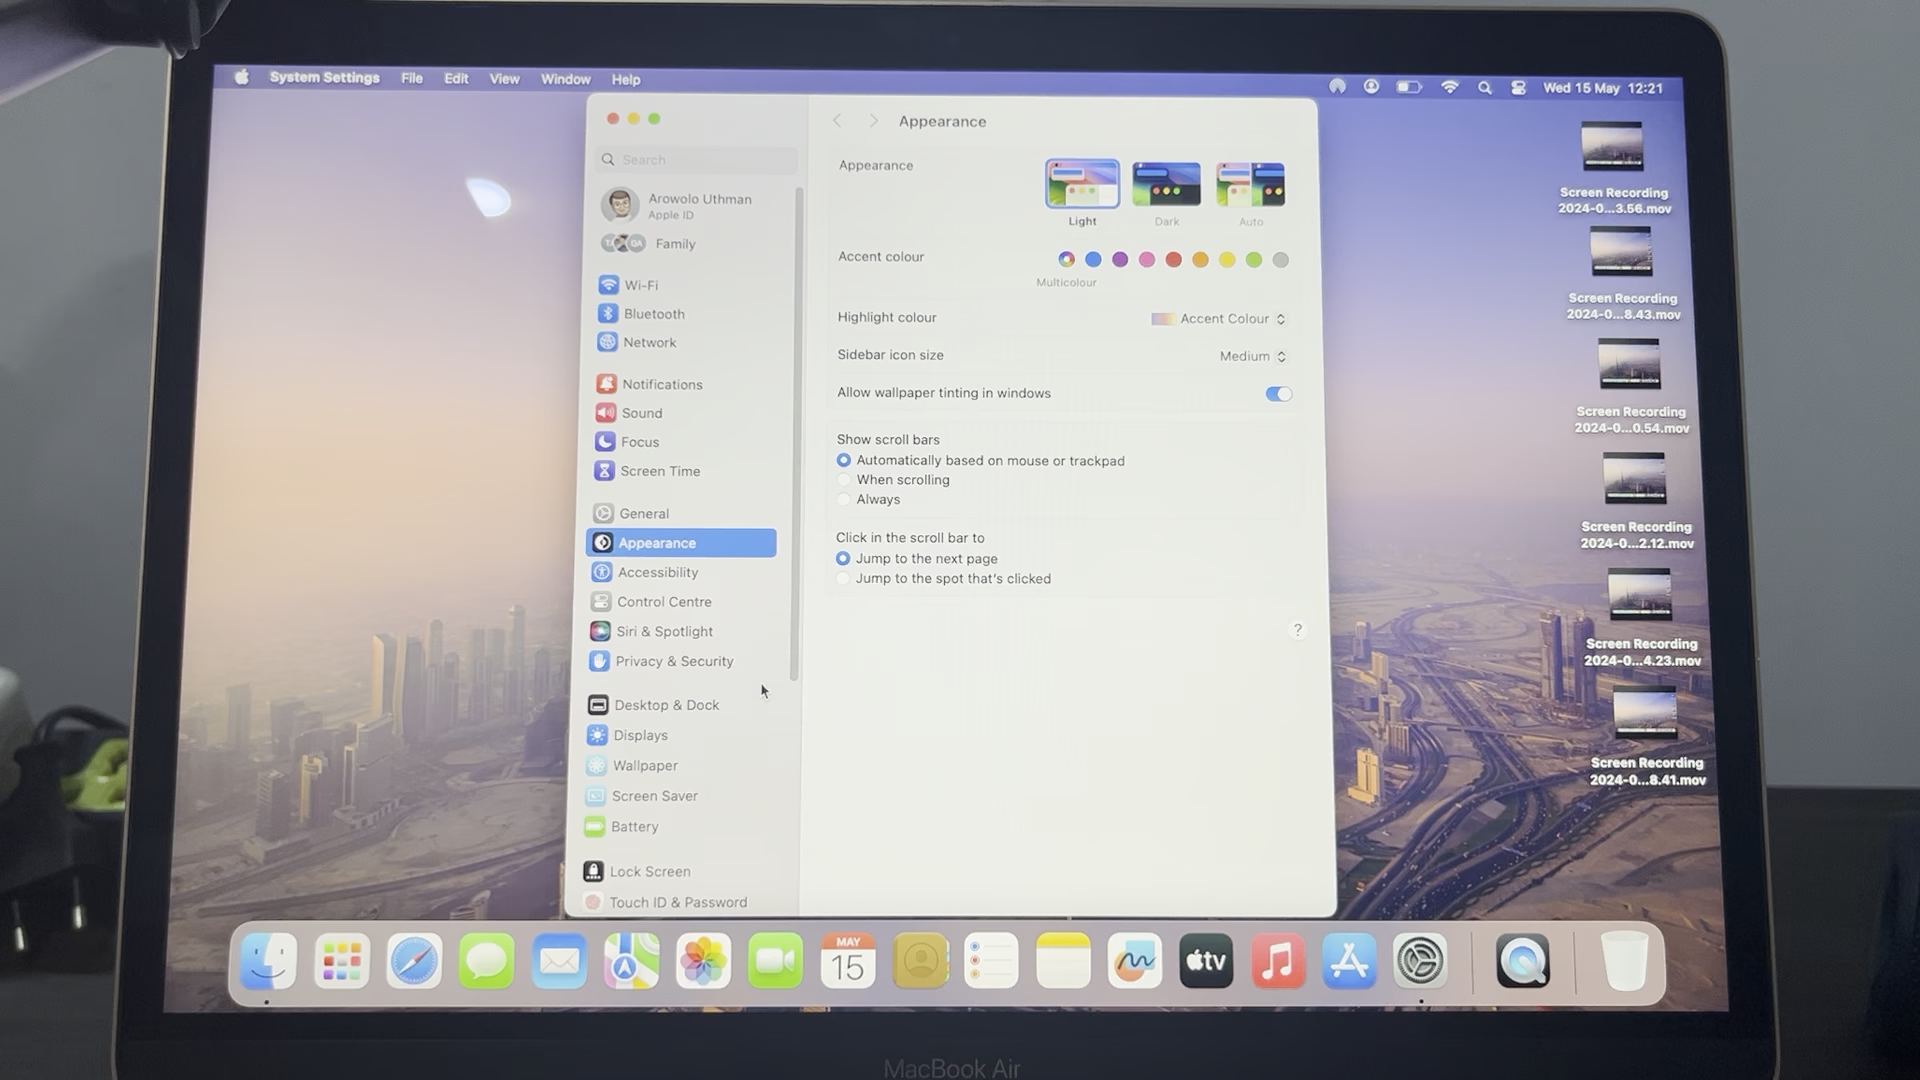 System Settings File Edit View Window Help
Wed 15 May 12:21
Search
Arowolo Uthman
Apple ID
Family
Wi-Fi
Bluetooth
Network
Notifications
Sound
Focus
Screen Time
General
Appearance
Accessibility
Control Centre
Siri & Spotlight
Privacy & Security
Desktop & Dock
Displays
Wallpaper
Screen Saver
Battery
Lock Screen
Touch ID & Password
Appearance
Appearance
Light Dark Auto
Accent colour
Multicolour
Highlight colour Accent Colour
Sidebar icon size Medium
Allow wallpaper tinting in windows
Show scroll bars
Automatically based on mouse or trackpad
When scrolling
Always
Click in the scroll bar to
Jump to the next page
Jump to the spot that's clicked
?
Screen Recording
2024-0...3.56.mov
Screen Recording
2024-0...8.43.mov
Screen Recording
2024-0...0.54.mov
Screen Recording
2024-0...2.12.mov
Screen Recording
2024-0...4.23.mov
Screen Recording
2024-0...8.41.mov
MAY
15
tv
MacBook Air